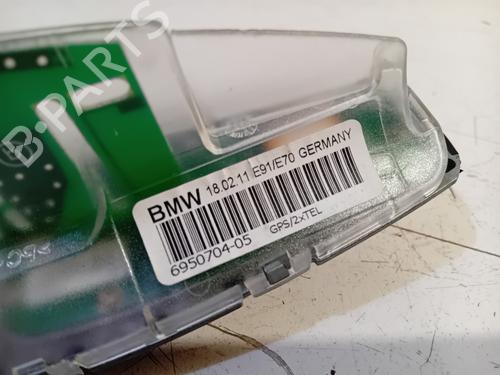 B-PARTS
BMW 18.02.11 E91/E70 GERMANY
6950704-05 GPS/2xTEL